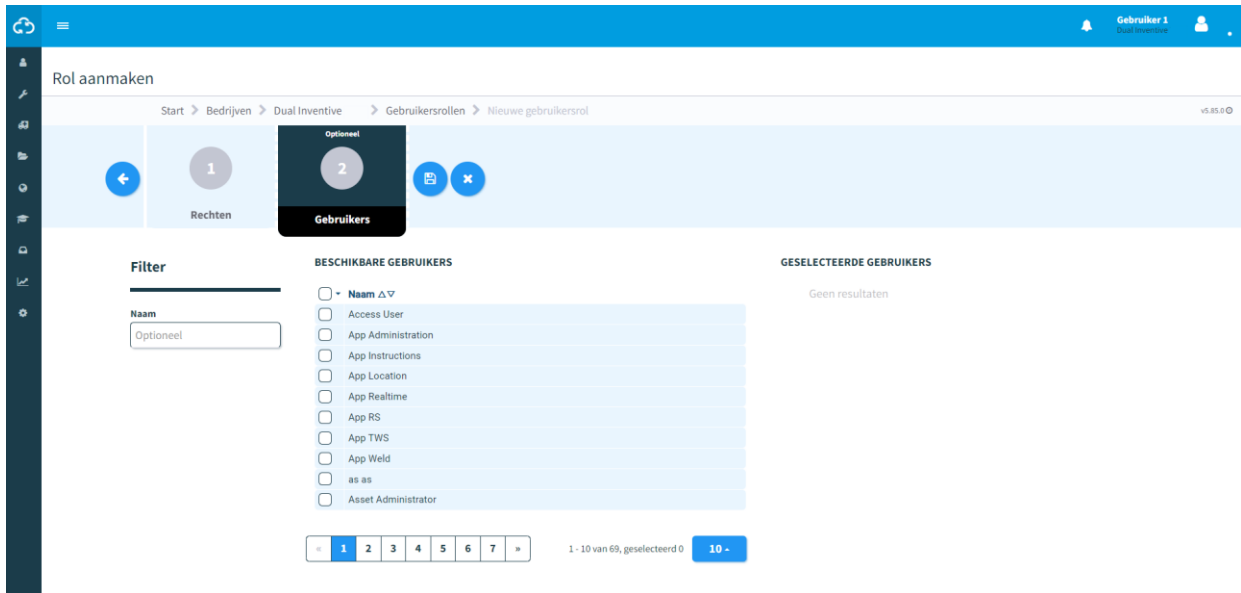 Gebruiker 1
Dual Inventive
Rol aanmaken
Start > Bedrijven > Dual Inventive > Gebruikersrollen > Nieuwe gebruikersrol
v5.85.0
1
Rechten
Optioneel
2
Gebruikers
Filter
Naam
Optioneel
BESCHIKBARE GEBRUIKERS
Naam
Access User
App Administration
App Instructions
App Location
App Realtime
App RS
App TWS
App Weld
as as
Asset Administrator
« 1 2 3 4 5 6 7 »
1 - 10 van 69, geselecteerd 0
10
GESELECTEERDE GEBRUIKERS
Geen resultaten